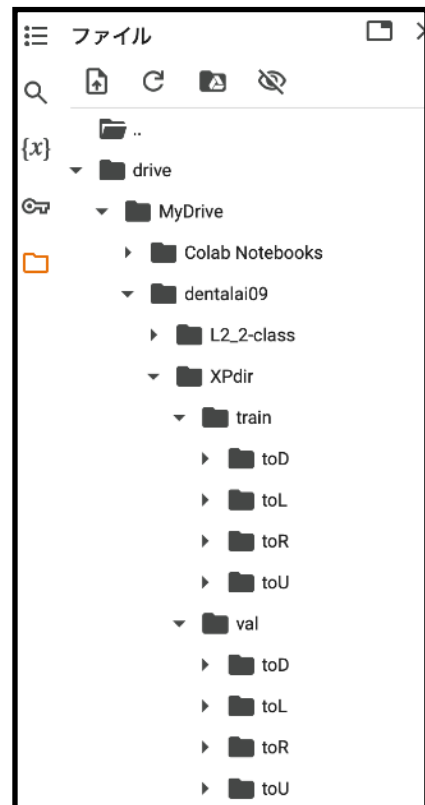 ファイル
{x}
..
drive
MyDrive
Colab Notebooks
dentalai09
L2_2-class
XPdir
train
toD
toL
toR
toU
val
toD
toL
toR
toU